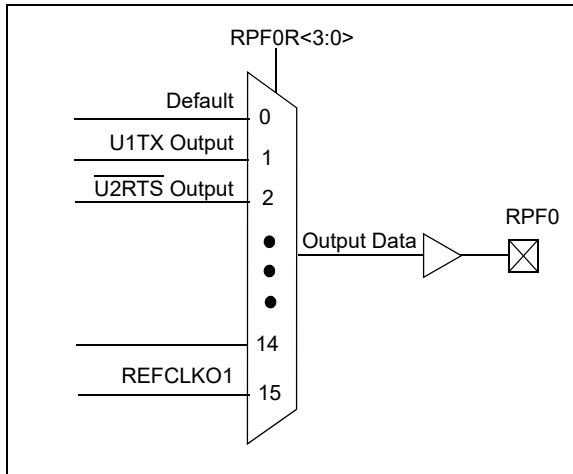 RPF0R<3:0>
Default
0
U1TX Output
1
U2RTS Output
2
RPF0
Output Data
14
REFCLKO1
15